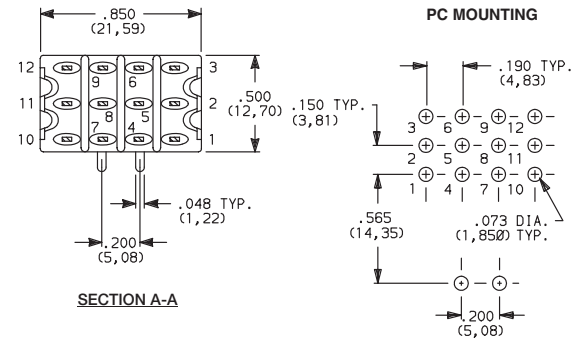 .850
(21,59)
12
9
6
3
11
8
5
2
10
7
4
1
.500
(12,70)
.048 TYP.
(1,22)
.200
(5,08)
SECTION A-A
PC MOUNTING
.190 TYP.
(4,83)
.150 TYP.
(3,81)
3 6 9 12
2 5 8 11
1 4 7 10
.565
(14,35)
.073 DIA.
(1,85Ø) TYP.
.200
(5,08)